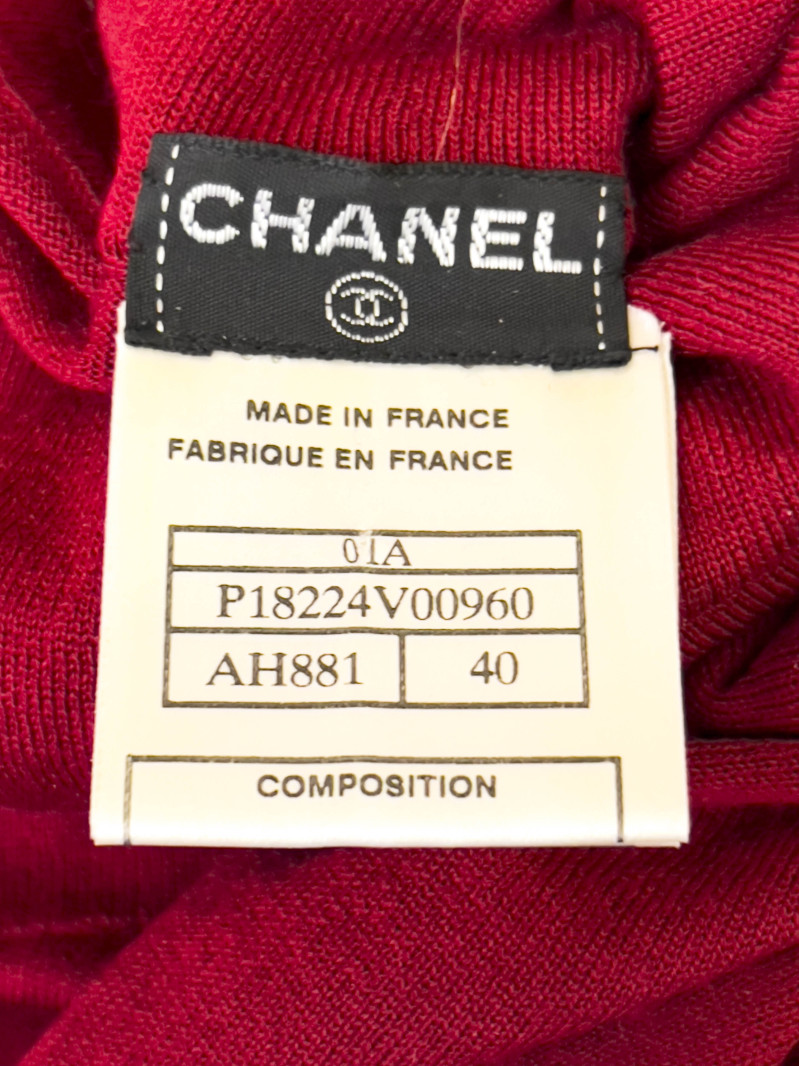 CHANEL
MADE IN FRANCE
FABRIQUE EN FRANCE
01A
P18224V00960
AH881 40
COMPOSITION